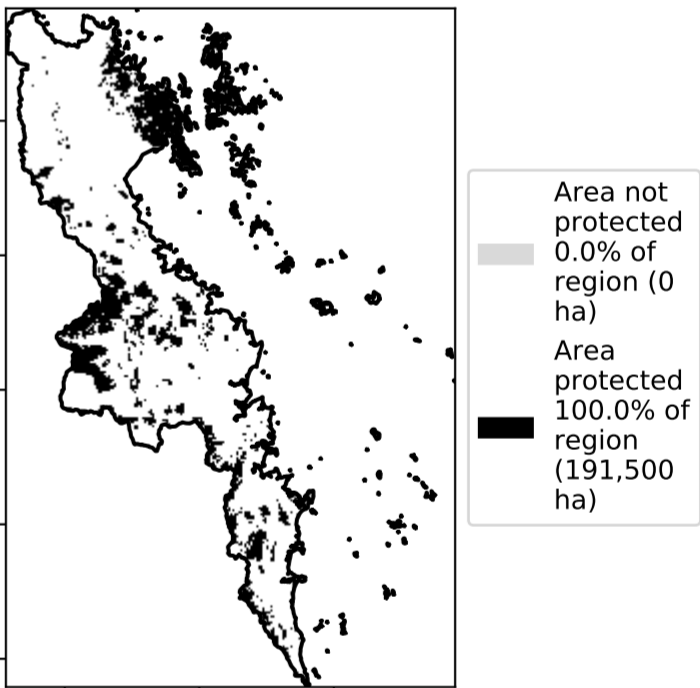 Area not
protected
0.0% of
region (0
ha)
Area
protected
100.0% of
region
(191,500
ha)